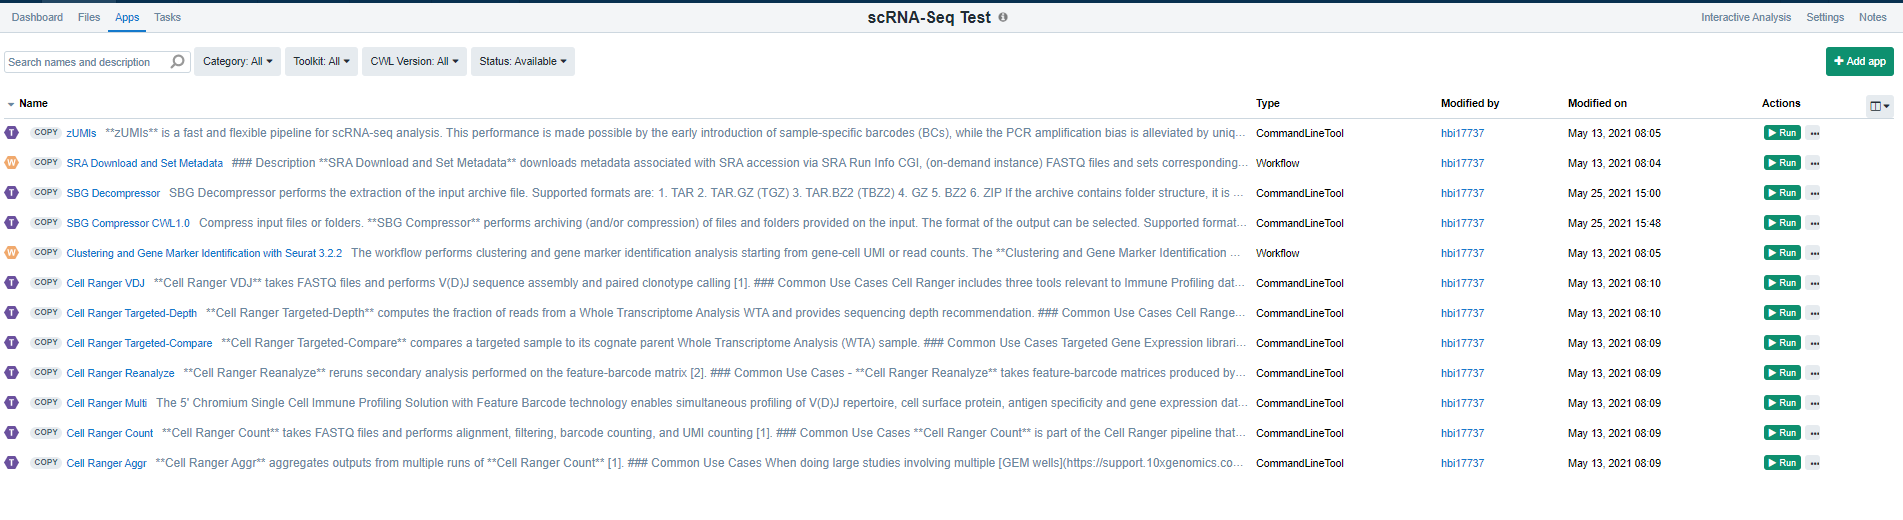 Dashboard Files Apps Tasks scRNA-Seq Test Interactive Analysis Settings Notes
Search names and description Category: All Toolkit: All CWL Version: All Status: Available + Add app
Name Type Modified by Modified on Actions
T COPY zUMIs **zUMIs** is a fast and flexible pipeline for scRNA-seq analysis. This performance is made possible by the early introduction of sample-specific barcodes (BCs), while the PCR amplification bias is alleviated by uniq... CommandLineTool hbi17737 May 13, 2021 08:05 Run ...
W COPY SRA Download and Set Metadata ### Description **SRA Download and Set Metadata** downloads metadata associated with SRA accession via SRA Run Info CGI, (on-demand instance) FASTQ files and sets corresponding... Workflow hbi17737 May 13, 2021 08:04 Run ...
T COPY SBG Decompressor SBG Decompressor performs the extraction of the input archive file. Supported formats are: 1. TAR 2. TAR.GZ (TGZ) 3. TAR.BZ2 (TBZ2) 4. GZ 5. BZ2 6. ZIP If the archive contains folder structure, it is ... CommandLineTool hbi17737 May 25, 2021 15:00 Run ...
T COPY SBG Compressor CWL1.0 Compress input files or folders. **SBG Compressor** performs archiving (and/or compression) of files and folders provided on the input. The format of the output can be selected. Supported format... CommandLineTool hbi17737 May 25, 2021 15:48 Run ...
W COPY Clustering and Gene Marker Identification with Seurat 3.2.2 The workflow performs clustering and gene marker identification analysis starting from gene-cell UMI or read counts. The **Clustering and Gene Marker Identification ... Workflow hbi17737 May 13, 2021 08:05 Run ...
T COPY Cell Ranger VDJ **Cell Ranger VDJ** takes FASTQ files and performs V(D)J sequence assembly and paired clonotype calling [1]. ### Common Use Cases Cell Ranger includes three tools relevant to Immune Profiling dat... CommandLineTool hbi17737 May 13, 2021 08:10 Run ...
T COPY Cell Ranger Targeted-Depth **Cell Ranger Targeted-Depth** computes the fraction of reads from a Whole Transcriptome Analysis WTA and provides sequencing depth recommendation. ### Common Use Cases Cell Range... CommandLineTool hbi17737 May 13, 2021 08:10 Run ...
T COPY Cell Ranger Targeted-Compare **Cell Ranger Targeted-Compare** compares a targeted sample to its cognate parent Whole Transcriptome Analysis (WTA) sample. ### Common Use Cases Targeted Gene Expression librari... CommandLineTool hbi17737 May 13, 2021 08:09 Run ...
T COPY Cell Ranger Reanalyze **Cell Ranger Reanalyze** reruns secondary analysis performed on the feature-barcode matrix [2]. ### Common Use Cases - **Cell Ranger Reanalyze** takes feature-barcode matrices produced by... CommandLineTool hbi17737 May 13, 2021 08:09 Run ...
T COPY Cell Ranger Multi The 5' Chromium Single Cell Immune Profiling Solution with Feature Barcode technology enables simultaneous profiling of V(D)J repertoire, cell surface protein, antigen specificity and gene expression dat... CommandLineTool hbi17737 May 13, 2021 08:09 Run ...
T COPY Cell Ranger Count **Cell Ranger Count** takes FASTQ files and performs alignment, filtering, barcode counting, and UMI counting [1]. ### Common Use Cases **Cell Ranger Count** is part of the Cell Ranger pipeline that... CommandLineTool hbi17737 May 13, 2021 08:09 Run ...
T COPY Cell Ranger Aggr **Cell Ranger Aggr** aggregates outputs from multiple runs of **Cell Ranger Count** [1]. ### Common Use Cases When doing large studies involving multiple [GEM wells](https://support.10xgenomics.co... CommandLineTool hbi17737 May 13, 2021 08:09 Run ...